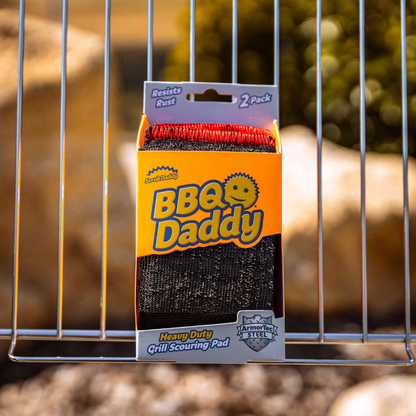 Resists
Rust
2 Pack
Scrub Daddy
BBQ
Daddy
Heavy Duty
Grill Scouring Pad
ArmorTec
STEEL